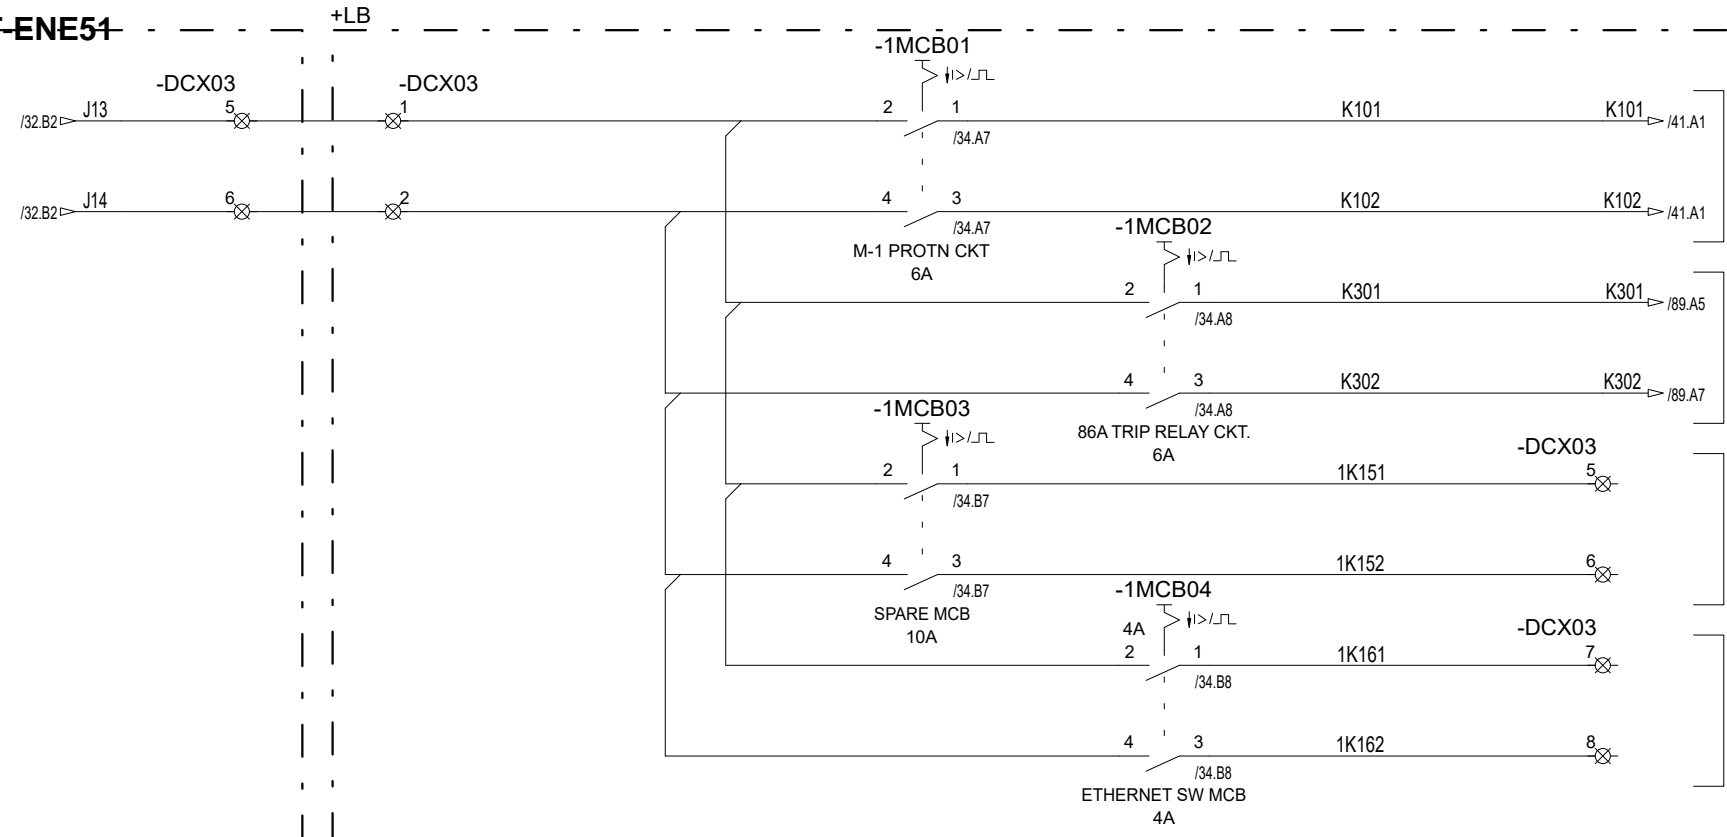 -ENE51
+LB
-1MCB01
I>/
-DCX03
-DCX03
/32.B2
J13
5
1
2
1
K101
K101
/41.A1
/34.A7
/32.B2
J14
6
2
4
3
K102
K102
/41.A1
/34.A7
-1MCB02
M-1 PROTN CKT
6A
I>/
2
1
K301
K301
/89.A5
/34.A8
4
3
K302
K302
/89.A7
/34.A8
-1MCB03
86A TRIP RELAY CKT.
6A
I>/
-DCX03
2
1
1K151
5
/34.B7
4
3
1K152
6
/34.B7
-1MCB04
SPARE MCB
10A
I>/
4A
-DCX03
2
1
1K161
7
/34.B8
4
3
1K162
8
/34.B8
ETHERNET SW MCB
4A